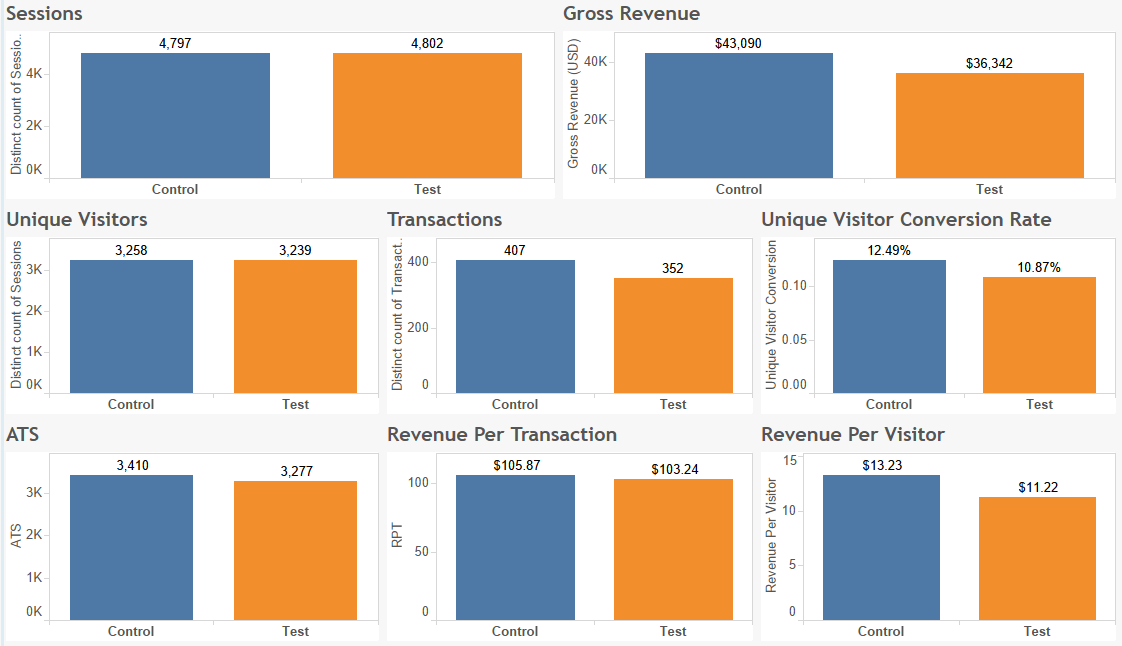 Sessions
Distinct count of Sessio..
4K
2K
0K
4,797
4,802
Control
Test
Gross Revenue
Gross Revenue (USD)
40K
20K
0K
$43,090
$36,342
Control
Test
Unique Visitors
Distinct count of Sessions
3K
2K
1K
0K
3,258
3,239
Control
Test
Transactions
Distinct count of Transact..
400
200
0
407
352
Control
Test
Unique Visitor Conversion Rate
Unique Visitor Conversion
0.10
0.05
0.00
12.49%
10.87%
Control
Test
ATS
ATS
3K
2K
1K
0K
3,410
3,277
Control
Test
Revenue Per Transaction
RPT
100
50
0
$105.87
$103.24
Control
Test
Revenue Per Visitor
Revenue Per Visitor
15
10
5
0
$13.23
$11.22
Control
Test